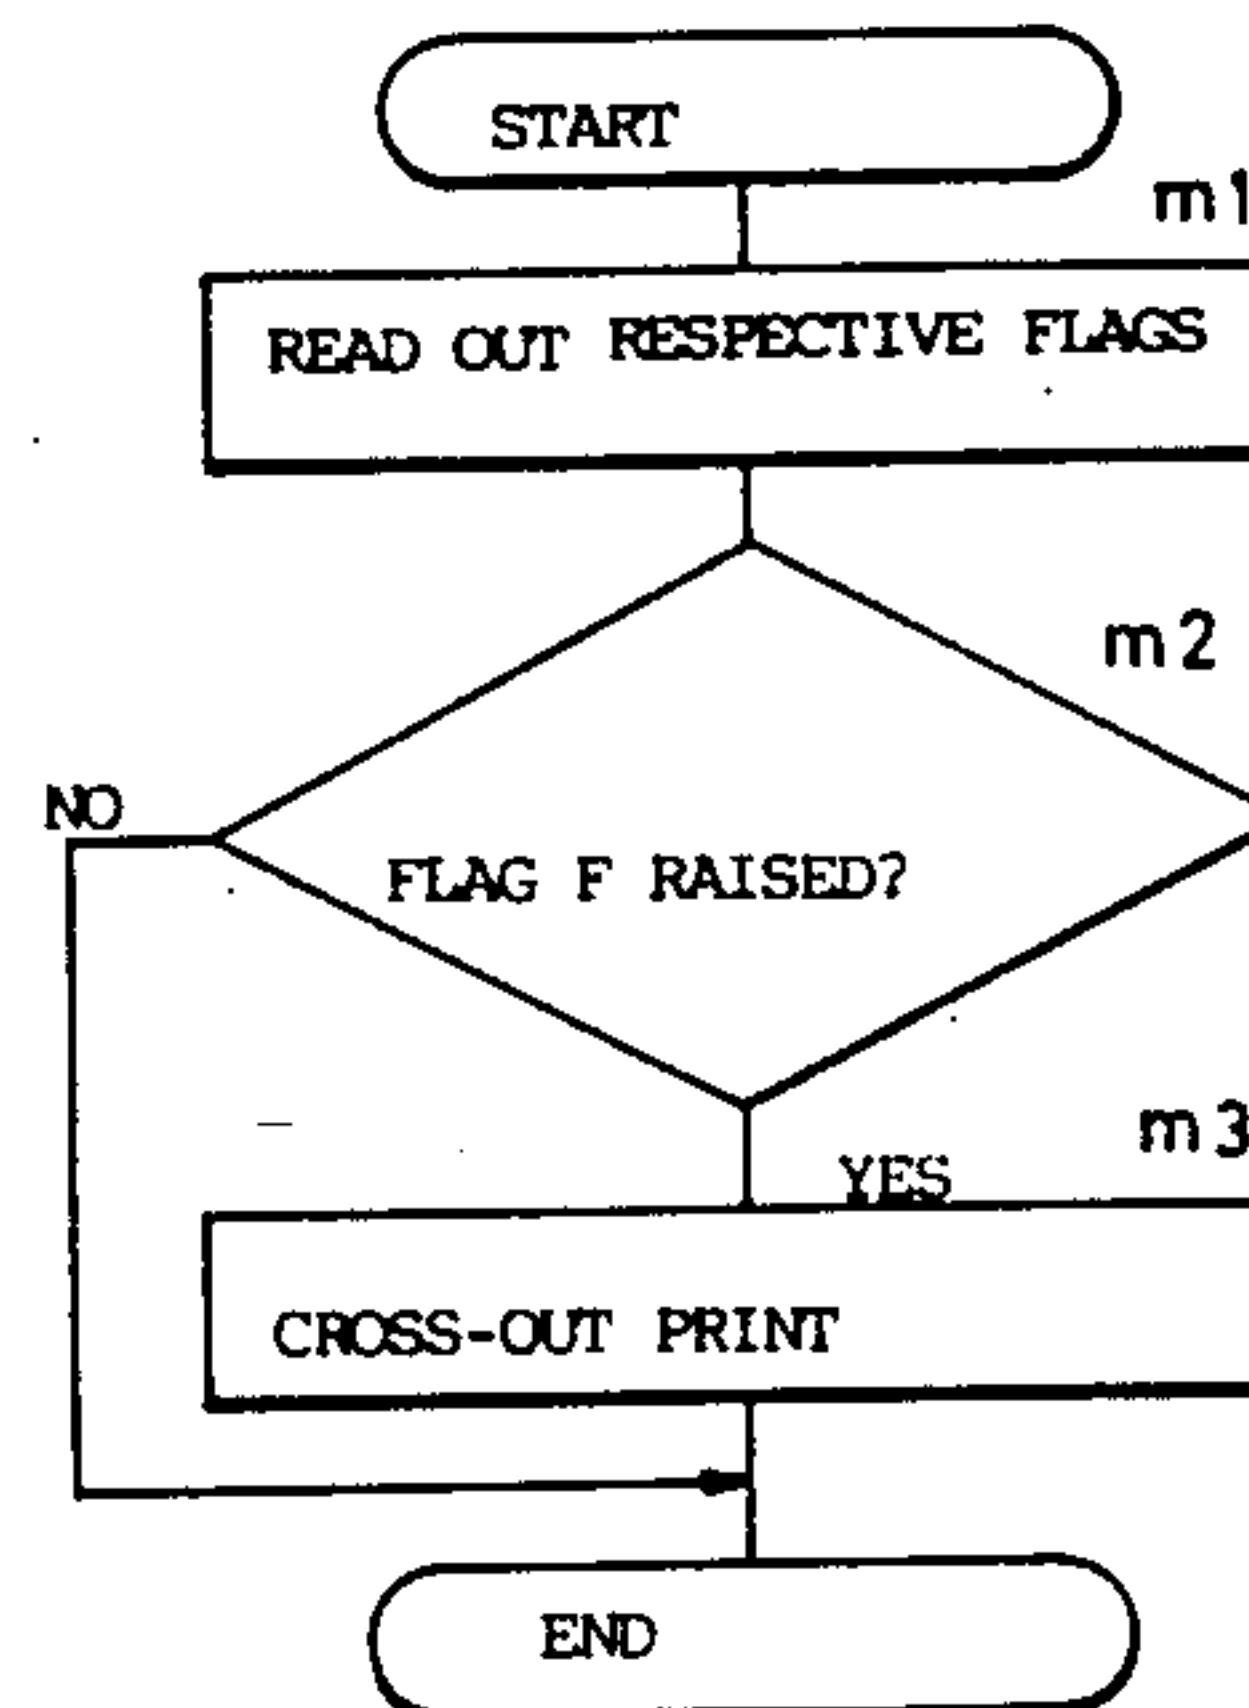 START
m1
READ OUT RESPECTIVE FLAGS
m2
NO
FLAG F RAISED?
m3
YES
CROSS-OUT PRINT
END